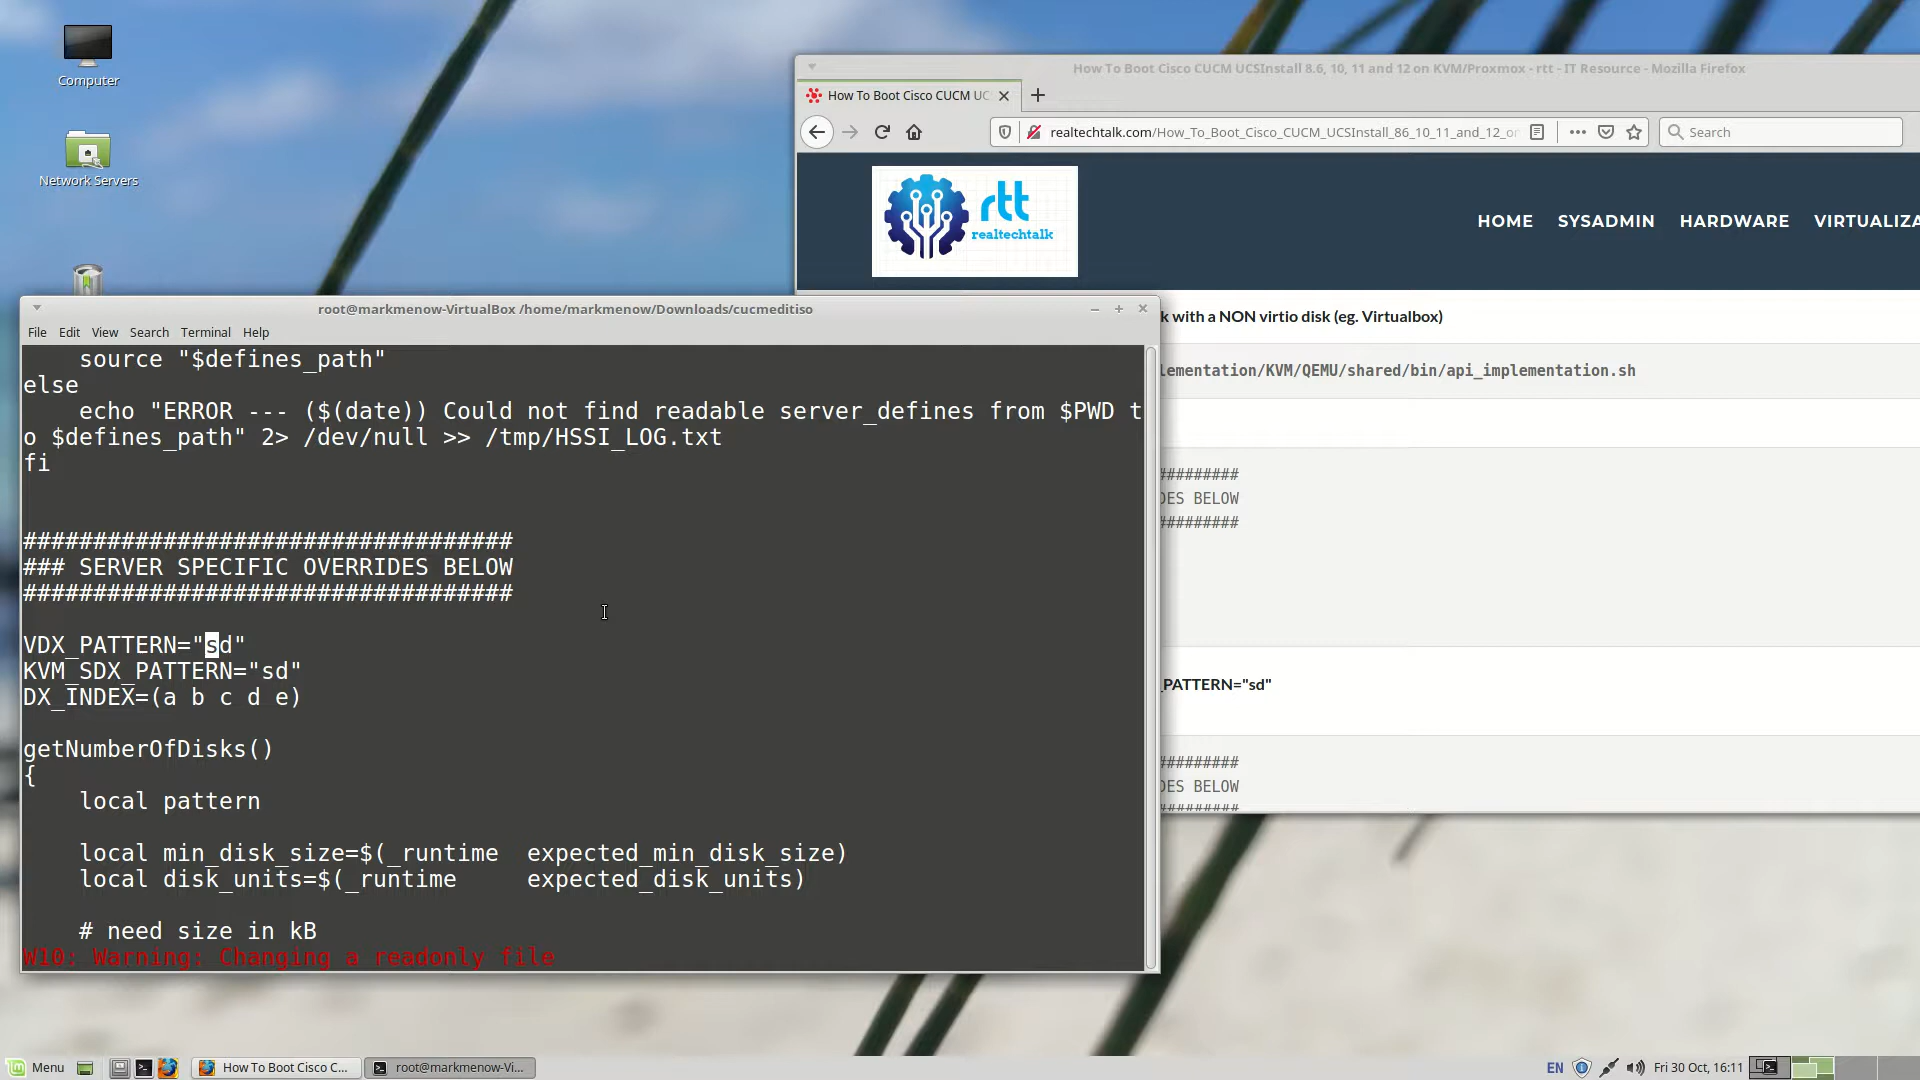 Computer
Network Servers
How To Boot Cisco CUCM UCSInstall 8.6, 10, 11 and 12 on KVM/Proxmox - rtt - IT Resource - Mozilla Firefox
How To Boot Cisco CUCM UC
realtechtalk.com/How_To_Boot_Cisco_CUCM_UCSInstall_86_10_11_and_12_o
Search
rtt
realtechtalk
HOME SYSADMIN HARDWARE VIRTUALIZA
k with a NON virtio disk (eg. Virtualbox)
lementation/KVM/QEMU/shared/bin/api_implementation.sh
#########
DES BELOW
#########
_PATTERN="sd"
#########
DES BELOW
#########
root@markmenow-VirtualBox /home/markmenow/Downloads/cucmeditiso
File Edit View Search Terminal Help
source "$defines_path"
else
echo "ERROR --- ($(date)) Could not find readable server_defines from $PWD t
o $defines_path" 2> /dev/null >> /tmp/HSSI_LOG.txt
fi
###################################
### SERVER SPECIFIC OVERRIDES BELOW
###################################
VDX_PATTERN="sd"
KVM_SDX_PATTERN="sd"
DX_INDEX=(a b c d e)
getNumberOfDisks()
{
local pattern
local min_disk_size=$(_runtime expected_min_disk_size)
local disk_units=$(_runtime expected_disk_units)
# need size in kB
W10: Warning: Changing a readonly file
Menu
How To Boot Cisco C...
root@markmenow-Vi...
EN
Fri 30 Oct, 16:11